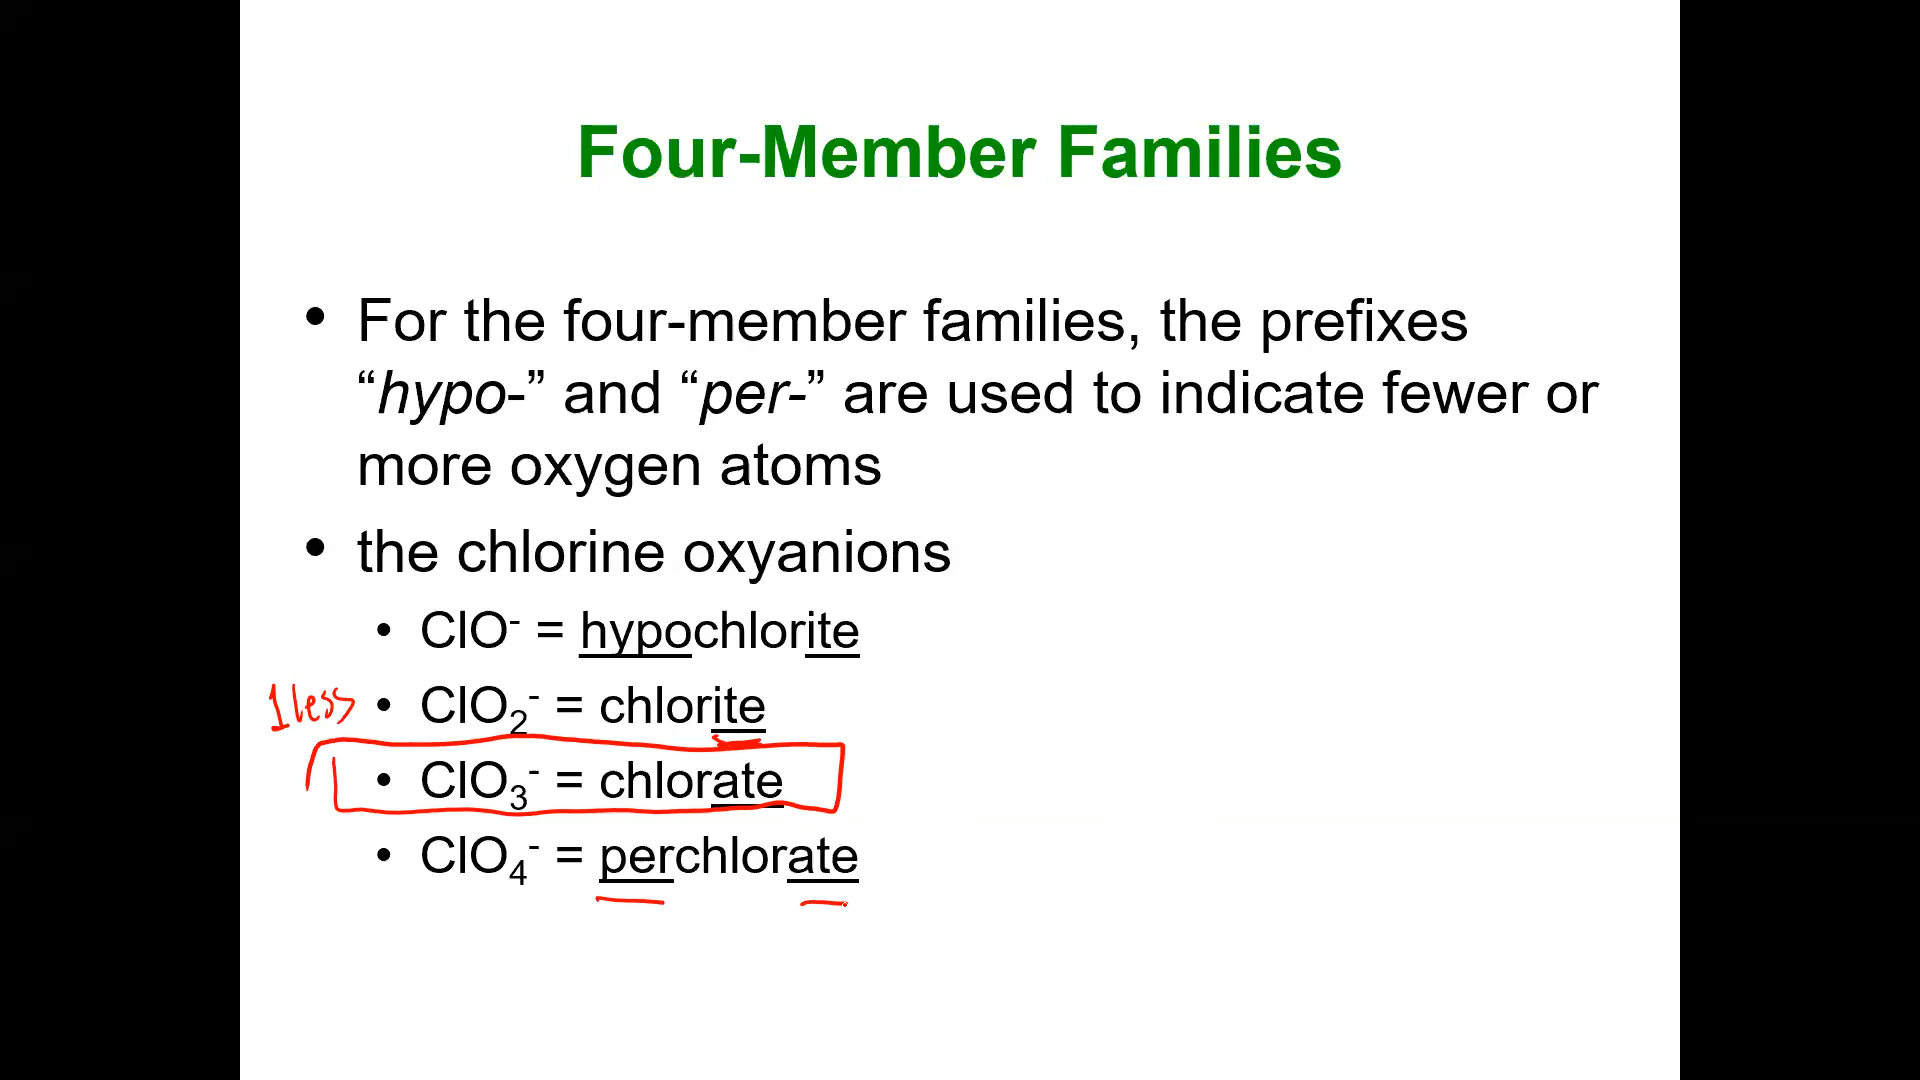 Four-Member Families
• For the four-member families, the prefixes
“hypo-” and “per-” are used to indicate fewer or
more oxygen atoms
• the chlorine oxyanions
• ClO⁻ = hypochlorite
1 less • ClO₂⁻ = chlorite
• ClO₃⁻ = chlorate
• ClO₄⁻ = perchlorate